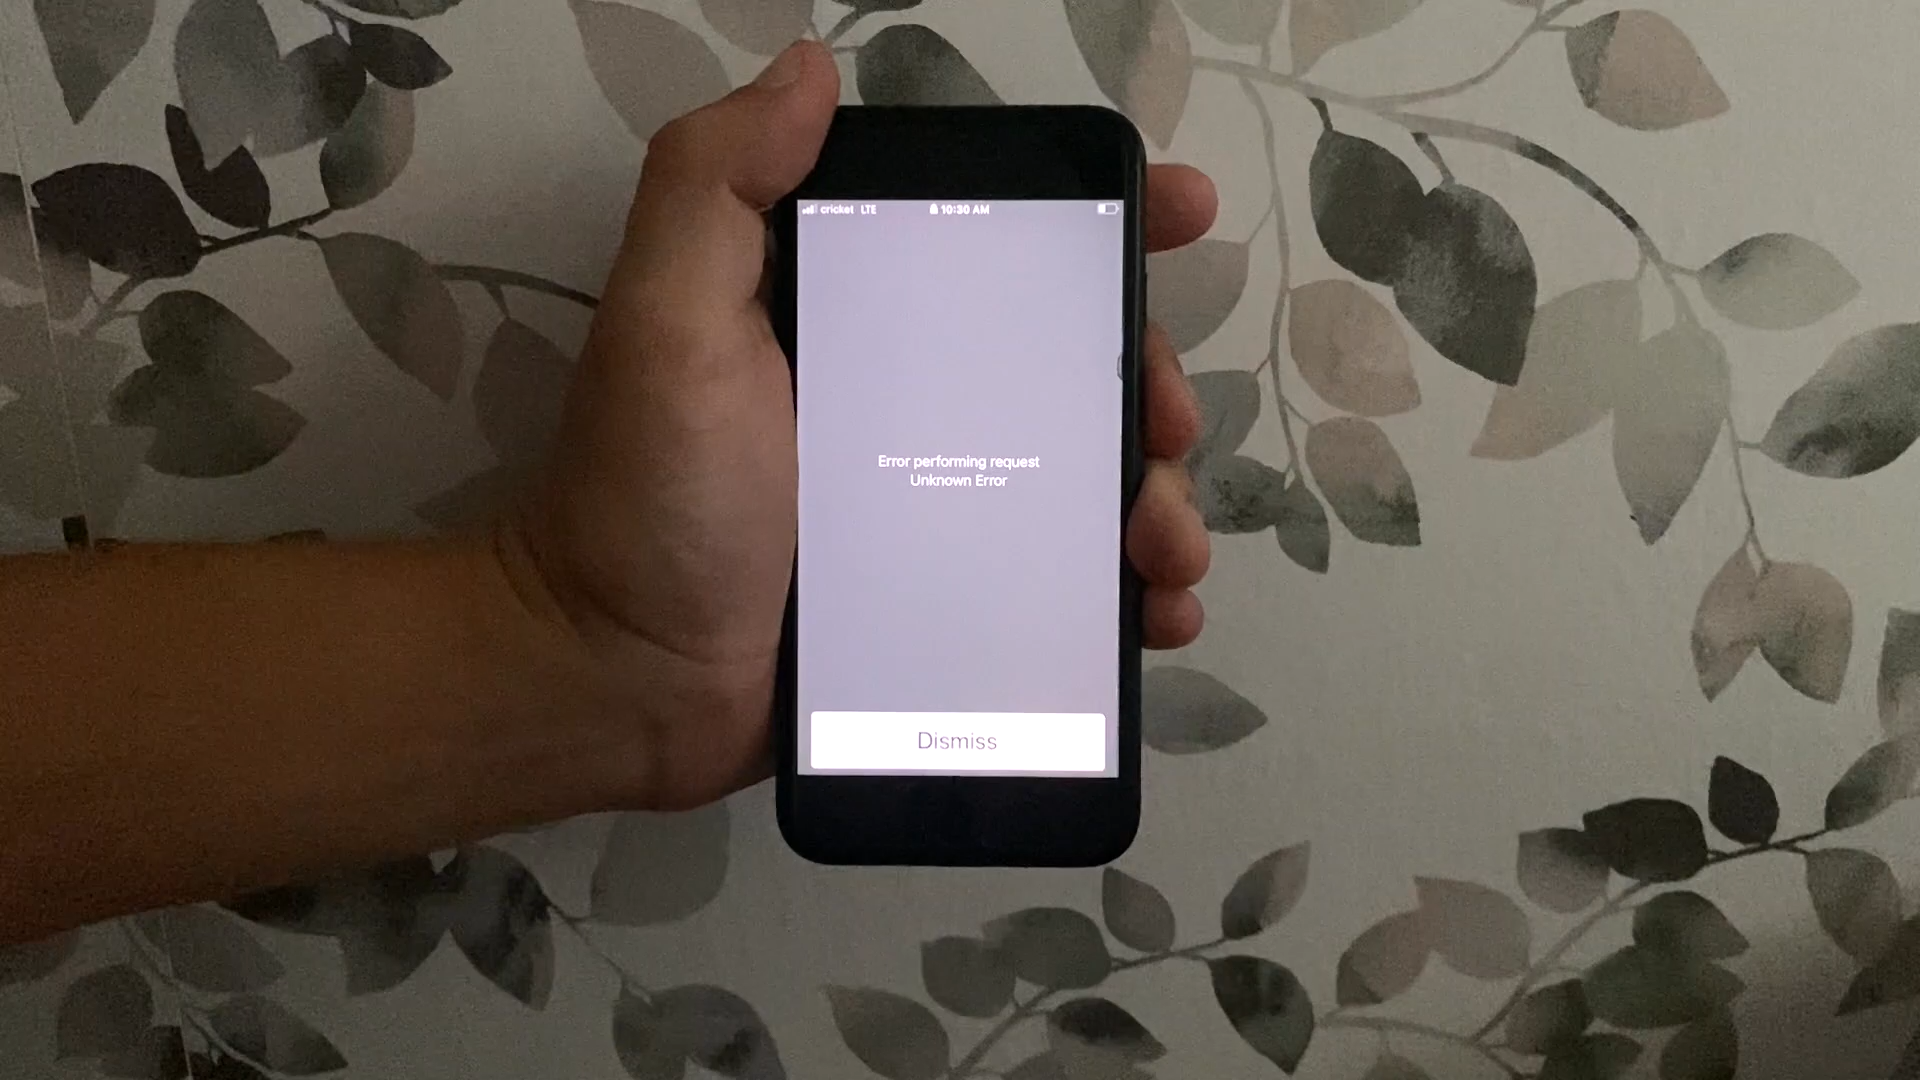 cricket LTE 10:30 AM
Error performing request
Unknown Error
Dismiss